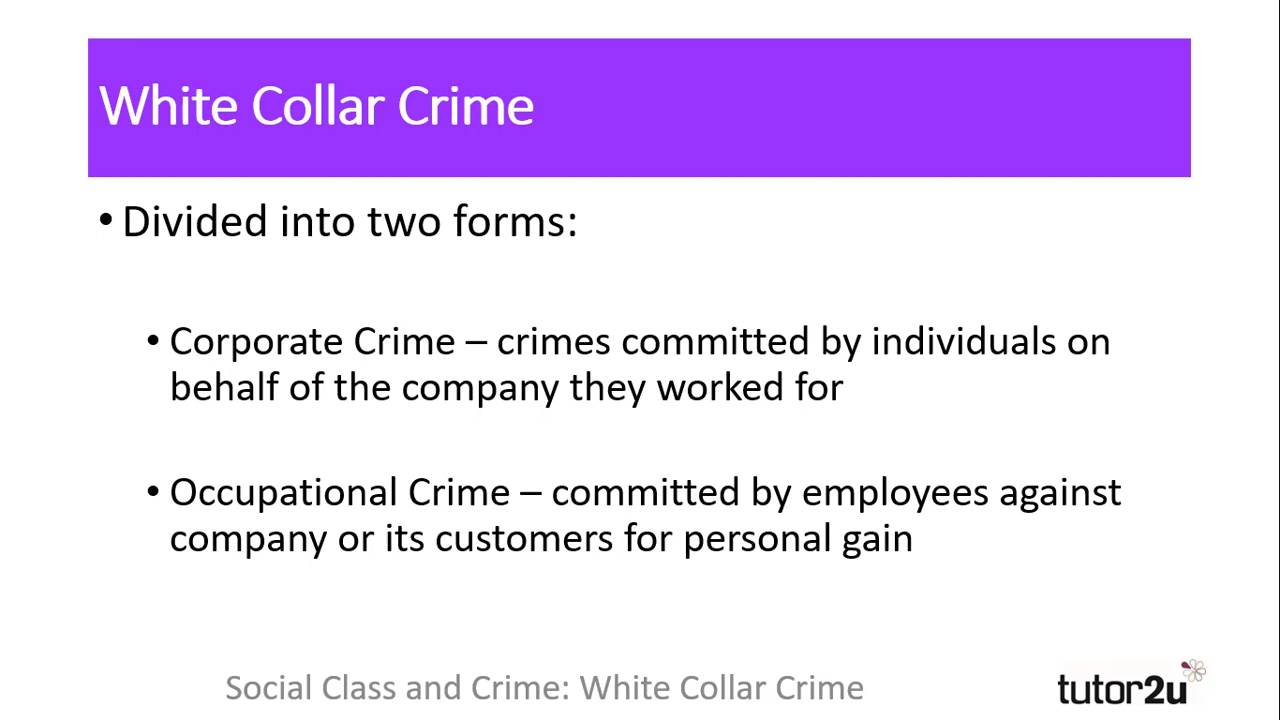 White Collar Crime
• Divided into two forms:
• Corporate Crime – crimes committed by individuals on
behalf of the company they worked for
• Occupational Crime – committed by employees against
company or its customers for personal gain
Social Class and Crime: White Collar Crime
tutor2u